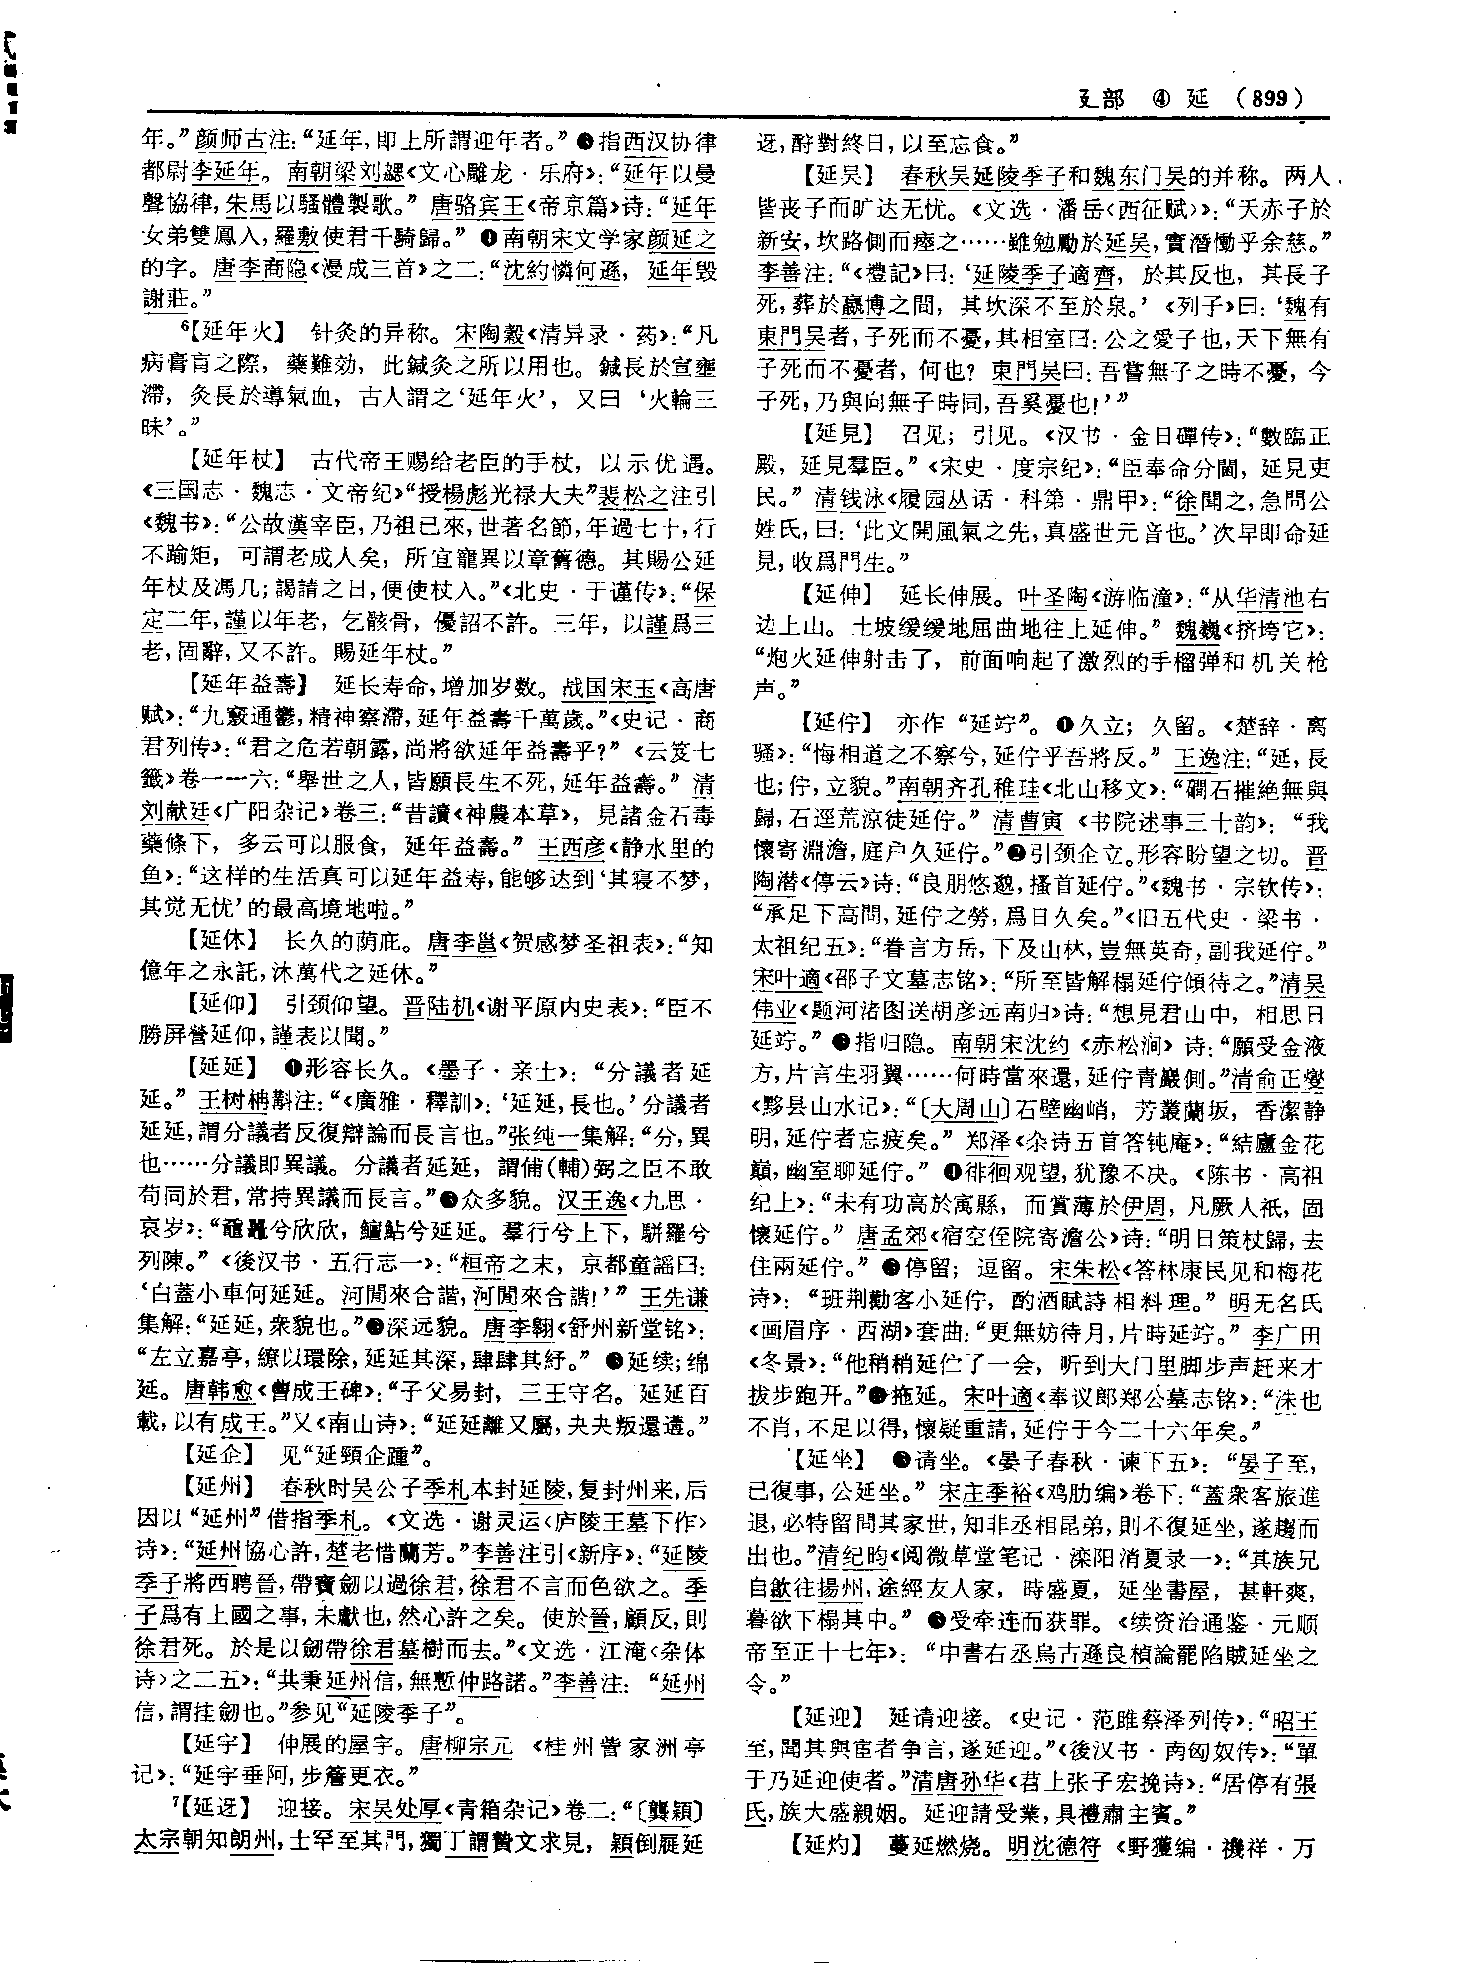 廴部 ④ 延 (899)
年。”颜师古注:“延年,即上所謂迎年者。”❸指西汉协律
都尉李延年。南朝梁刘勰《文心雕龙·乐府》:“延年以曼
聲協律,朱馬以騷體製歌。”唐骆宾王《帝京篇》诗:“延年
女弟雙鳳入,羅敷使君千騎歸。”❹南朝宋文学家颜延之
的字。唐李商隐《漫成三首》之二:“沈約憐何遜,延年毁
謝莊。”
⁶【延年火】 针灸的异称。宋陶穀《清异录·药》:“凡
病膏肓之際,藥難効,此鍼灸之所以用也。鍼長於宣壅
滯,灸長於導氣血,古人謂之‘延年火’,又曰‘火輪三
昧’。”
【延年杖】 古代帝王赐给老臣的手杖,以示优遇。
《三国志·魏志·文帝纪》“授杨彪光禄大夫”裴松之注引
《魏书》:“公故漢宰臣,乃祖已來,世著名節,年過七十,行
不踰矩,可謂老成人矣,所宜寵異以章舊德。其賜公延
年杖及馮几;謁請之日,便使杖入。”《北史·于谨传》:“保
定二年,謹以年老,乞骸骨,優詔不許。三年,以謹爲三
老,固辭,又不許。賜延年杖。”
【延年益壽】 延长寿命,增加岁数。战国宋玉《高唐
赋》:“九竅通鬱,精神察滯,延年益壽千萬歲。”《史记·商
君列传》:“君之危若朝露,尚將欲延年益壽乎?”《云笈七
籤》卷一一六:“舉世之人,皆願長生不死,延年益壽。”清
刘献廷《广阳杂记》卷三:“昔讀《神農本草》,見諸金石毒
藥條下,多云可以服食,延年益壽。”王西彦《静水里的
鱼》:“这样的生活真可以延年益寿,能够达到‘其寝不梦,
其觉无忧’的最高境地啦。”
【延休】 长久的荫庇。唐李邕《贺感梦圣祖表》:“知
億年之永託,沐萬代之延休。”
【延仰】 引颈仰望。晋陆机《谢平原内史表》:“臣不
勝屏營延仰,謹表以聞。”
【延延】 ❶形容长久。《墨子·亲士》:“分議者延
延。”王树枏斠注:“《廣雅·釋訓》:‘延延,長也。’分議者
延延,謂分議者反復辯論而長言也。”张纯一集解:“分,異
也……分議即異議。分議者延延,謂俌(輔)弼之臣不敢
苟同於君,常持異議而長言。”❷众多貌。汉王逸《九思·
哀岁》:“兮欣欣,鱣鮎兮延延。羣行兮上下,駢羅兮
列陳。”《後汉书·五行志一》:“桓帝之末,京都童謡曰:
‘白蓋小車何延延。河閒來合諧,河閒來合諧!’”王先谦
集解:“延延,衆貌也。”❸深远貌。唐李翱《舒州新堂铭》:
“左立嘉亭,繚以環除,延延其深,肆肆其紓。”❹延续;绵
延。唐韩愈《曹成王碑》:“子父易封,三王守名。延延百
載,以有成王。”又《南山诗》:“延延離又屬,夬夬叛還遘。”
【延企】 见“延頸企踵”。
【延州】 春秋时吴公子季札本封延陵,复封州来,后
因以“延州”借指季札。《文选·谢灵运〈庐陵王墓下作〉
诗》:“延州協心許,楚老惜蘭芳。”李善注引《新序》:“延陵
季子將西聘晉,帶寶劒以過徐君,徐君不言而色欲之。季
子爲有上國之事,未獻也,然心許之矣。使於晉,顧反,則
徐君死。於是以劒帶徐君墓樹而去。”《文选·江淹〈杂体
诗〉之二五》:“共秉延州信,無慙仲路諾。”李善注:“延州
信,謂挂劒也。”参见“延陵季子”。
【延宇】 伸展的屋宇。唐柳宗元《桂州訾家洲亭
记》:“延宇垂阿,步簷更衣。”
⁷【延迓】 迎接。宋吴处厚《青箱杂记》卷二:“〔龔穎〕
太宗朝知朗州,士罕至其門,獨丁謂贄文求見,穎倒屣延
迓,酧對終日,以至忘食。”
【延吴】 春秋吴延陵季子和魏东门吴的并称。两人
皆丧子而旷达无忧。《文选·潘岳〈西征赋〉》:“夭赤子於
新安,坎路側而瘞之……雖勉勵於延吴,實潛慟乎余慈。”
李善注:“《禮記》曰:‘延陵季子適齊,於其反也,其長子
死,葬於嬴博之間,其坎深不至於泉。’《列子》曰:‘魏有
東門吴者,子死而不憂,其相室曰:公之愛子也,天下無有
子死而不憂者,何也?東門吴曰:吾嘗無子之時不憂,今
子死,乃與向無子時同,吾奚憂也!’”
【延見】 召见;引见。《汉书·金日磾传》:“數臨正
殿,延見羣臣。”《宋史·度宗纪》:“臣奉命分閫,延見吏
民。”清钱泳《履园丛话·科第·鼎甲》:“徐聞之,急問公
姓氏,曰:‘此文開風氣之先,真盛世元音也。’次早即命延
見,收爲門生。”
【延伸】 延长伸展。叶圣陶《游临潼》:“从华清池右
边上山。土坡缓缓地屈曲地往上延伸。”魏巍《挤垮它》:
“炮火延伸射击了,前面响起了激烈的手榴弹和机关枪
声。”
【延佇】 亦作“延竚”。❶久立;久留。《楚辞·离
骚》:“悔相道之不察兮,延佇乎吾將反。”王逸注:“延,長
也;佇,立貌。”南朝齐孔稚珪《北山移文》:“磵石摧絶無與
歸,石逕荒涼徒延佇。”清曹寅《书院述事三十韵》:“我
懷寄淵澹,庭户久延佇。”❷引颈企立。形容盼望之切。晋
陶潜《停云》诗:“良朋悠邈,搔首延佇。”《魏书·宗钦传》:
“承足下高問,延佇之勞,爲日久矣。”《旧五代史·梁书·
太祖纪五》:“眷言方岳,下及山林,豈無英奇,副我延佇。”
宋叶適《邵子文墓志铭》:“所至皆解榻延佇傾待之。”清吴
伟业《题河渚图送胡彦远南归》诗:“想見君山中,相思日
延竚。”❸指归隐。南朝宋沈约《赤松涧》诗:“願受金液
方,片言生羽翼……何時當來還,延佇青巖側。”清俞正燮
《黟县山水记》:“〔大周山〕石壁幽峭,芳叢蘭坂,香潔静
明,延佇者忘疲矣。”郑泽《杂诗五首答钝庵》:“結廬金花
巔,幽室聊延佇。”❹徘徊观望,犹豫不决。《陈书·高祖
纪上》:“未有功高於寓縣,而賞薄於伊周,凡厥人祇,固
懷延佇。”唐孟郊《宿空侄院寄澹公》诗:“明日策杖歸,去
住兩延佇。”❺停留;逗留。宋朱松《答林康民见和梅花
诗》:“班荆勸客小延佇,酌酒賦詩相料理。”明无名氏
《画眉序·西湖》套曲:“更無妨待月,片時延竚。”李广田
《冬景》:“他稍稍延伫了一会,听到大门里脚步声赶来才
拔步跑开。”❻拖延。宋叶適《奉议郎郑公墓志铭》:“洙也
不肖,不足以得,懷疑重請,延佇于今二十六年矣。”
【延坐】 ❶请坐。《晏子春秋·谏下五》:“晏子至,
已復事,公延坐。”宋庄季裕《鸡肋编》卷下:“蓋衆客旅進
退,必特留問其家世,知非丞相昆弟,則不復延坐,遂趨而
出也。”清纪昀《阅微草堂笔记·滦阳消夏录一》:“其族兄
自歙往揚州,途經友人家,時盛夏,延坐書屋,甚軒爽,
暮欲下榻其中。”❷受牵连而获罪。《续资治通鉴·元顺
帝至正十七年》:“中書右丞烏古遜良楨論罷陷賊延坐之
令。”
【延迎】 延请迎接。《史记·范雎蔡泽列传》:“昭王
至,聞其與宦者争言,遂延迎。”《後汉书·南匈奴传》:“單
于乃延迎使者。”清唐孙华《苕上张子宏挽诗》:“居停有張
氏,族大盛親姻。延迎請受業,具禮肅主賓。”
【延灼】 蔓延燃烧。明沈德符《野獲编·禨祥·万